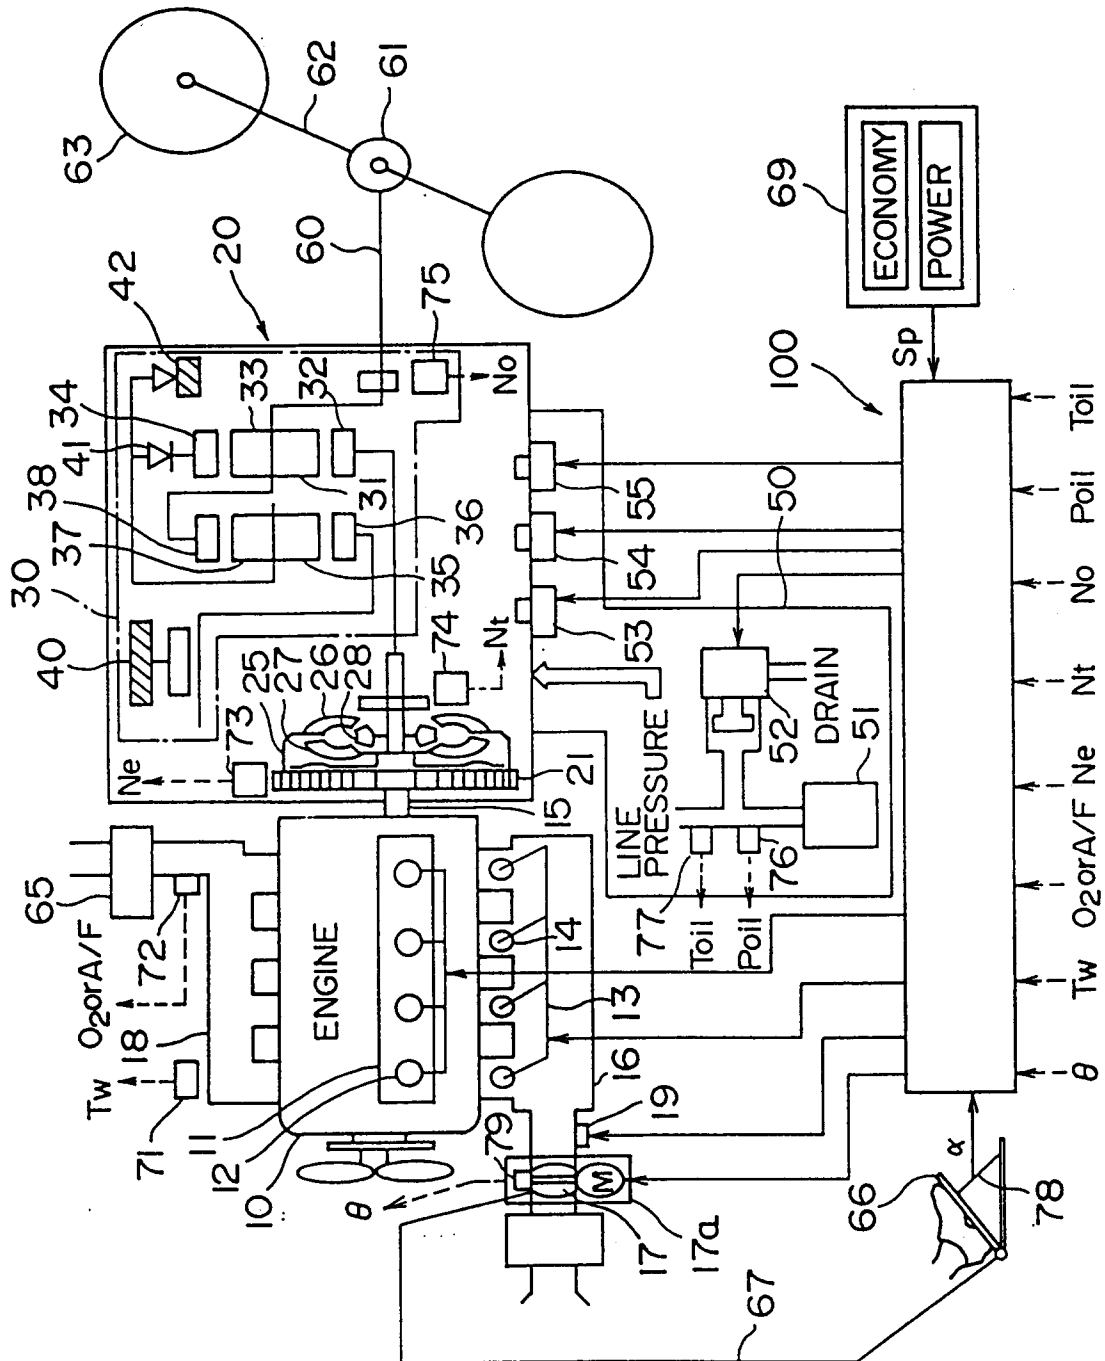 63
62
61
60
20
42
75
No
30
40
37
38
41
34
33
32
31
36
35
Ne
73
25
27
26
28
74
Nt
21
15
53
54
55
50
65
O2orA/F
72
18
Tw
71
ENGINE
11
12
10
14
13
16
79
θ
19
M
17
17a
LINE
PRESSURE
77
Toil
Poil
76
52
DRAIN
51
69
ECONOMY
POWER
Sp
100
Toil
Poil
No
Nt
Ne
O2orA/F
Tw
θ
α
66
78
67